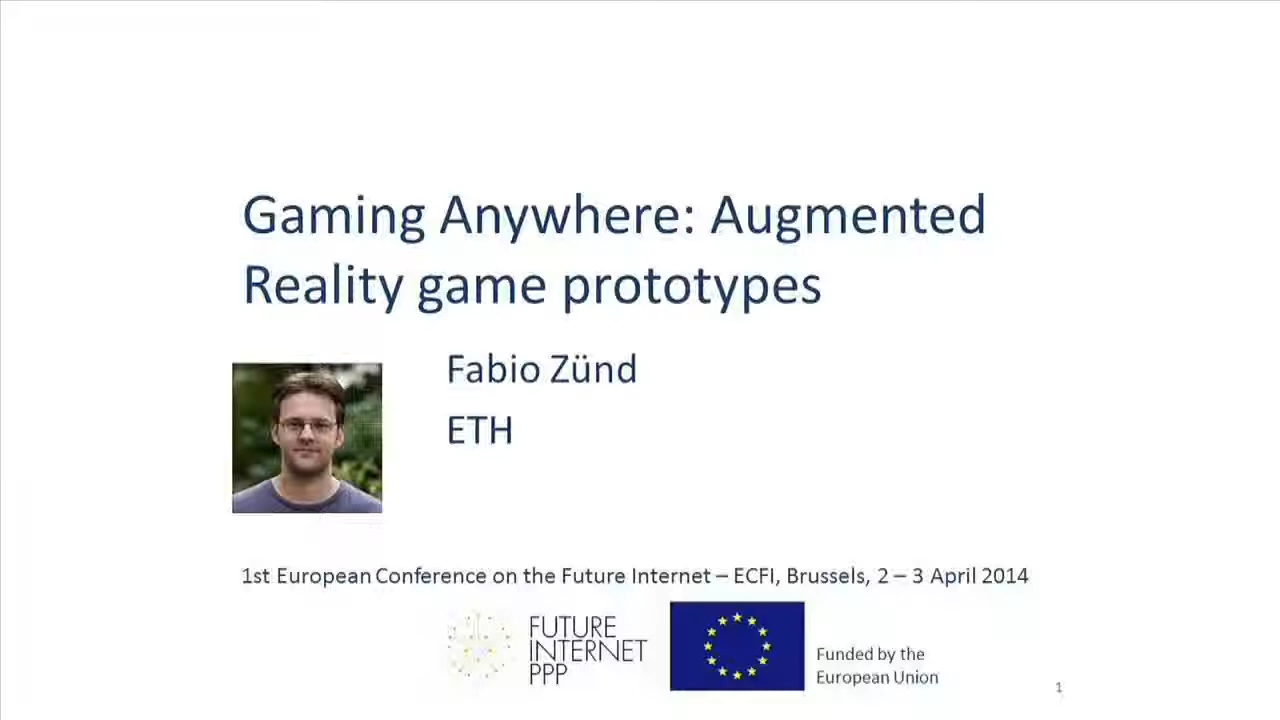 Gaming Anywhere: Augmented
Reality game prototypes
Fabio Zünd
ETH
1st European Conference on the Future Internet – ECFI, Brussels, 2 – 3 April 2014
FUTURE
INTERNET
PPP
Funded by the
European Union
1